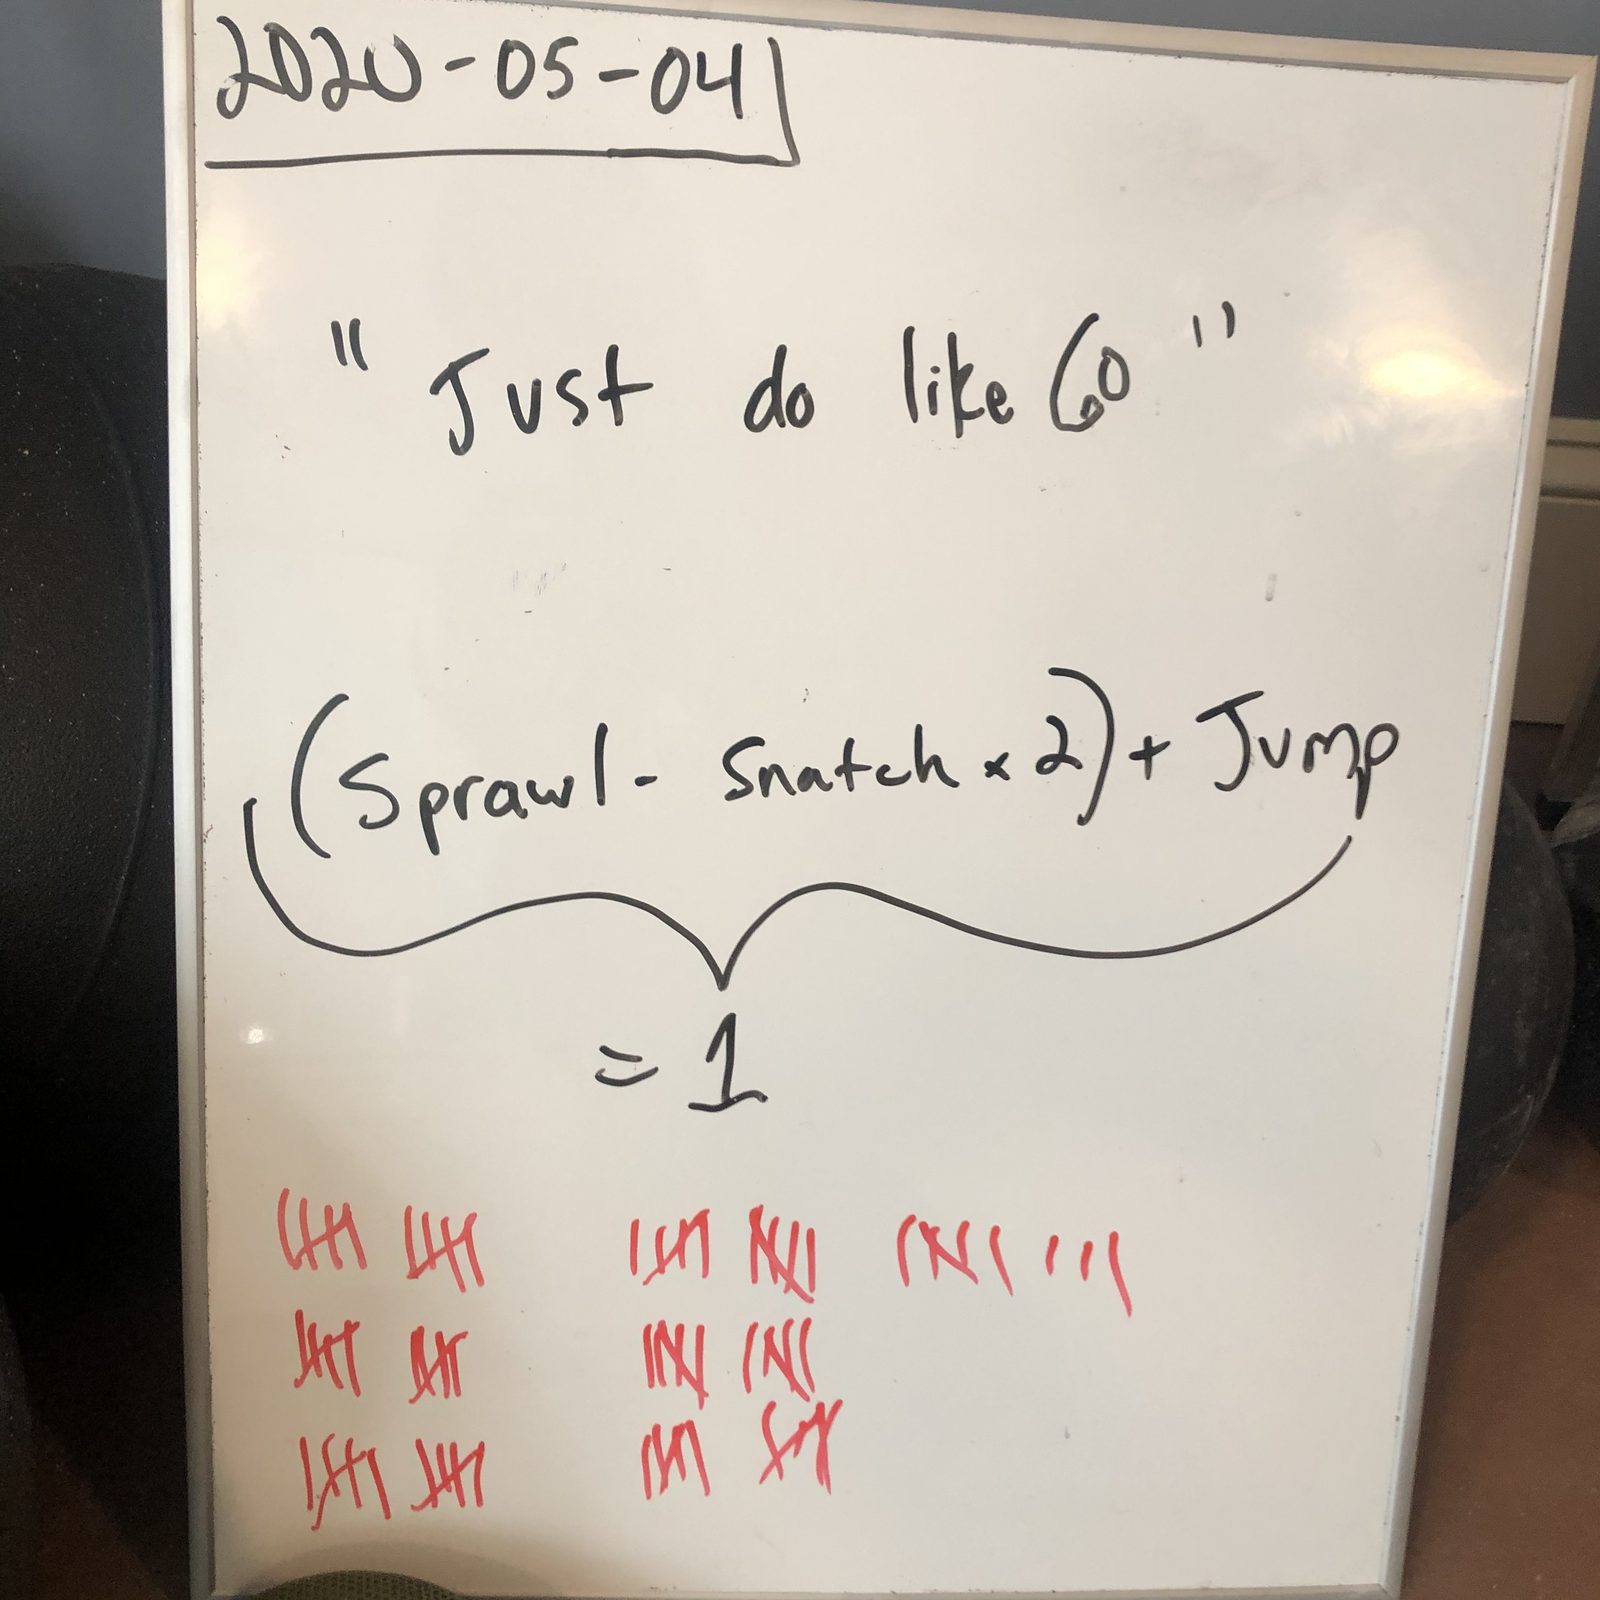 2020-05-04
"Just do like 60"
(Sprawl - Snatch x 2) + Jump
= 1